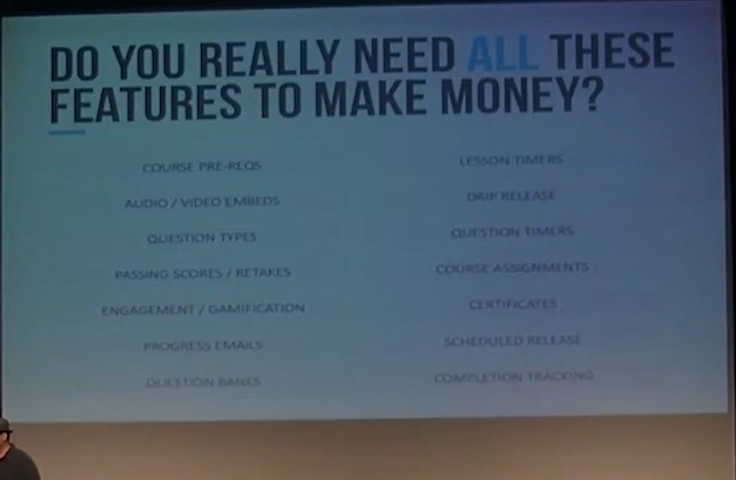 DO YOU REALLY NEED ALL THESE
FEATURES TO MAKE MONEY?
COURSE PRE-REQS
AUDIO / VIDEO EMBEDS
QUESTION TYPES
PASSING SCORES / RETAKES
ENGAGEMENT / GAMIFICATION
PROGRESS EMAILS
QUESTION BANKS
LESSON TIMERS
DRIP RELEASE
QUESTION TIMERS
COURSE ASSIGNMENTS
CERTIFICATES
SCHEDULED RELEASE
COMPLETION TRACKING